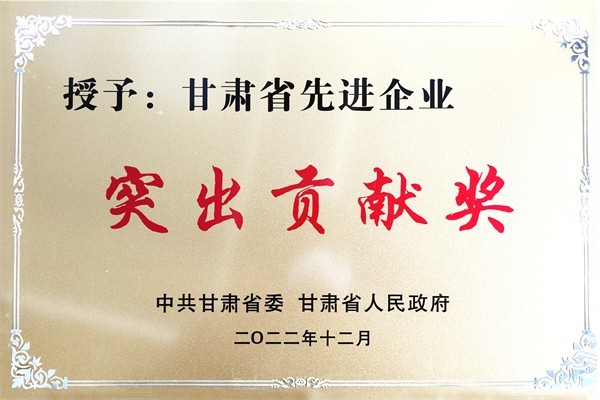 授予：甘肃省先进企业
突出贡献奖
中共甘肃省委 甘肃省人民政府
二〇二二年十二月